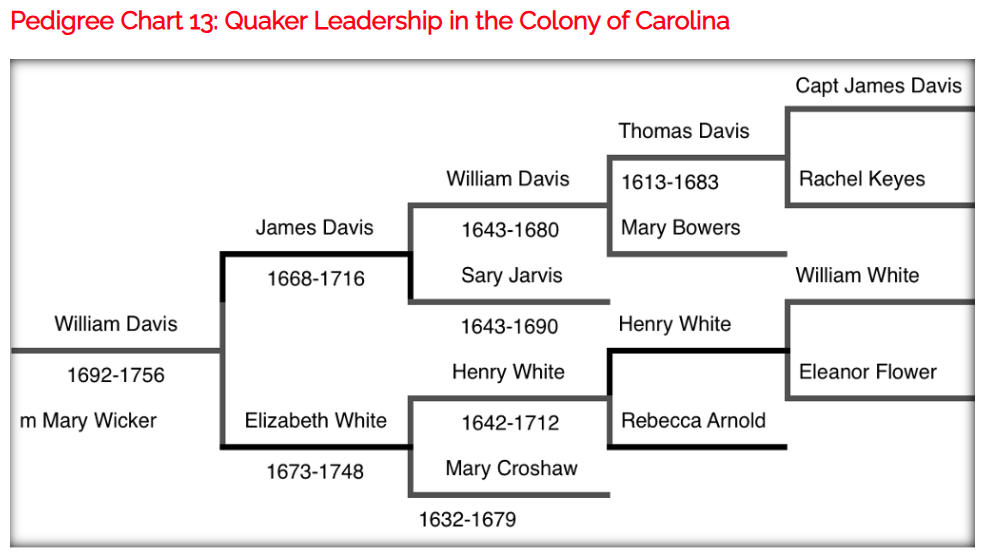 Pedigree Chart 13: Quaker Leadership in the Colony of Carolina
Capt James Davis
Thomas Davis
William Davis
1613-1683
Rachel Keyes
James Davis
1643-1680
Mary Bowers
1668-1716
Sary Jarvis
William White
William Davis
1643-1690
Henry White
1692-1756
Henry White
Eleanor Flower
m Mary Wicker
Elizabeth White
1642-1712
Rebecca Arnold
1673-1748
Mary Croshaw
1632-1679